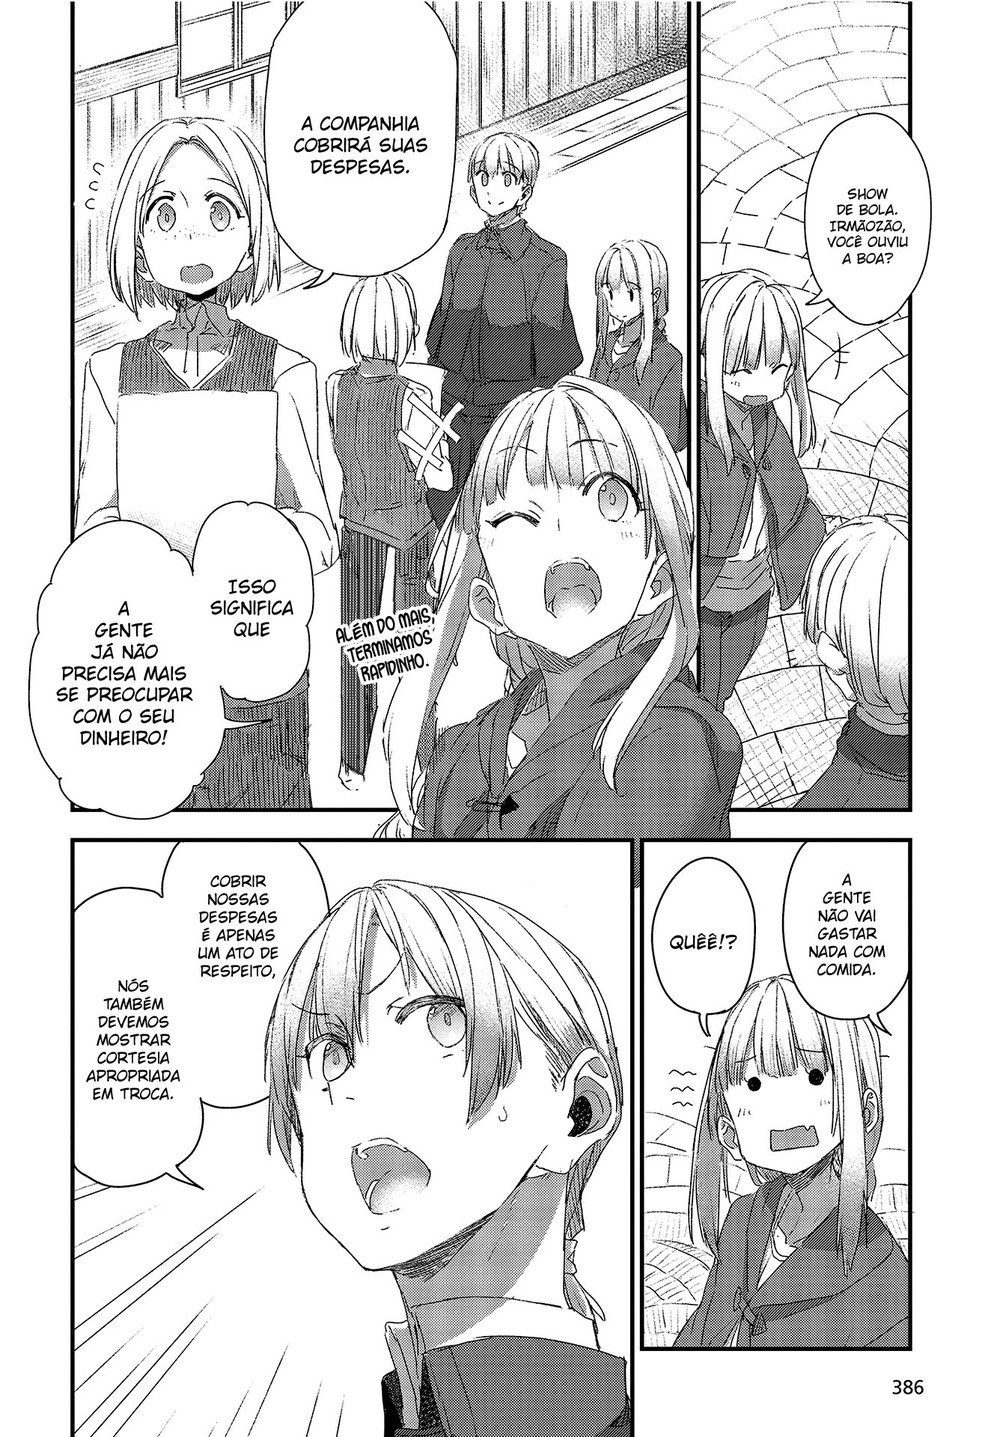 SHOW
DE BOLA.
IRMÃOZÃO,
VOCÊ OUVIU
A BOA?
A COMPANHIA
COBRIRÁ SUAS
DESPESAS.
ISSO
SIGNIFICA
QUE
A
GENTE
JÁ NÃO
PRECISA MAIS
SE PREOCUPAR
COM O SEU
DINHEIRO!
ALÉM DO MAIS,
TERMINAMOS
RAPIDINHO.
A
GENTE
NÃO VAI
GASTAR
NADA COM
COMIDA.
QUÊÊ!?
COBRIR
NOSSAS
DESPESAS
É APENAS
UM ATO DE
RESPEITO,
NÓS
TAMBÉM
DEVEMOS
MOSTRAR
CORTESIA
APROPRIADA
EM TROCA.
386